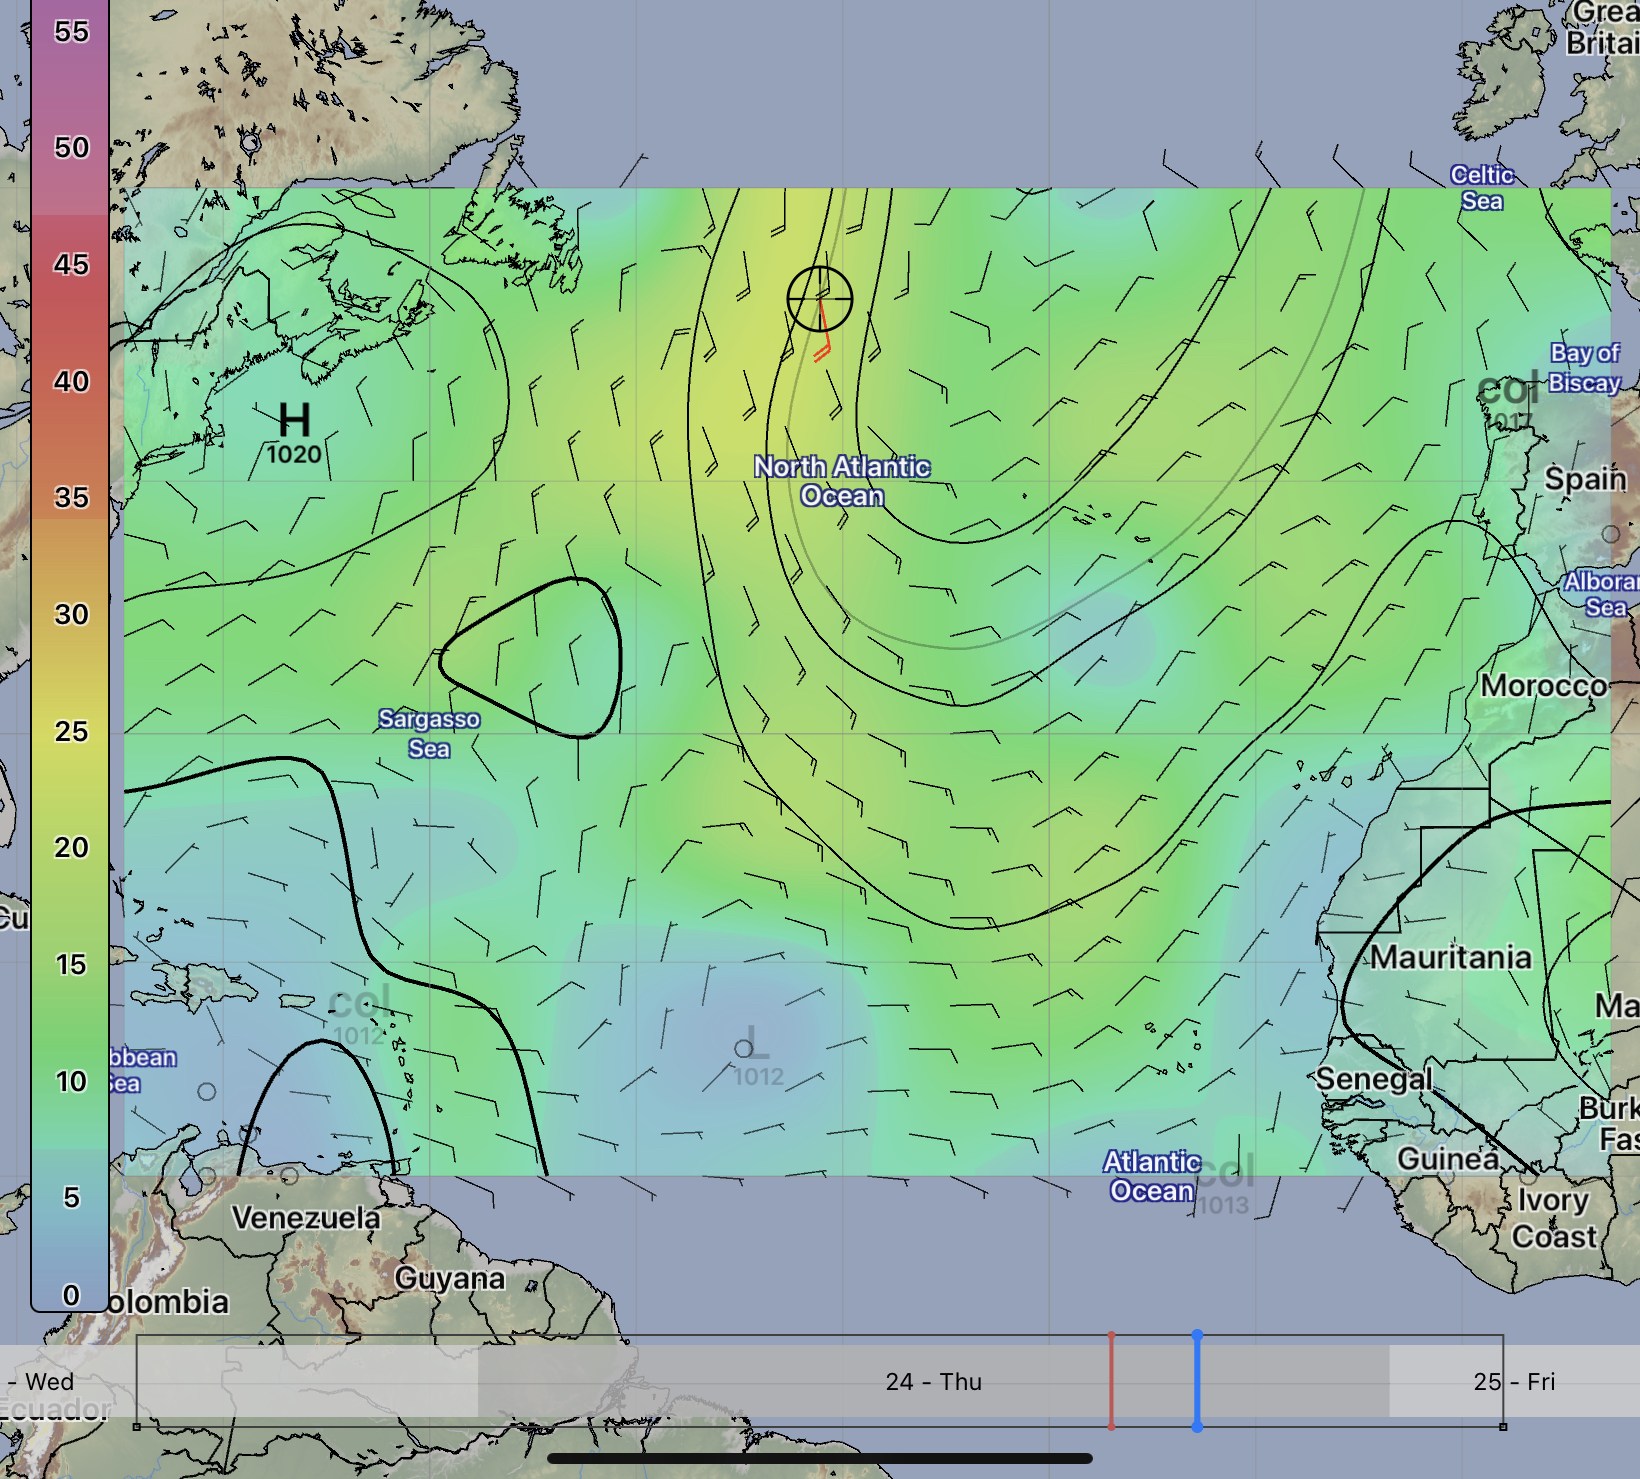 55
50
45
40
35
30
25
20
15
10
5
0
Grea
Britai
Celtic
Sea
Bay of
Biscay
col
1017
H
1020
North Atlantic
Ocean
Spain
Alboran
Sea
Morocco
Sargasso
Sea
Cu
Mauritania
Ma
col
1012
L
1012
bbean
Sea
Senegal
Burk
Fas
Guinea
Atlantic
Ocean
col
1013
Ivory
Coast
Venezuela
Guyana
olombia
- Wed
24 - Thu
25 - Fri
Ecuador